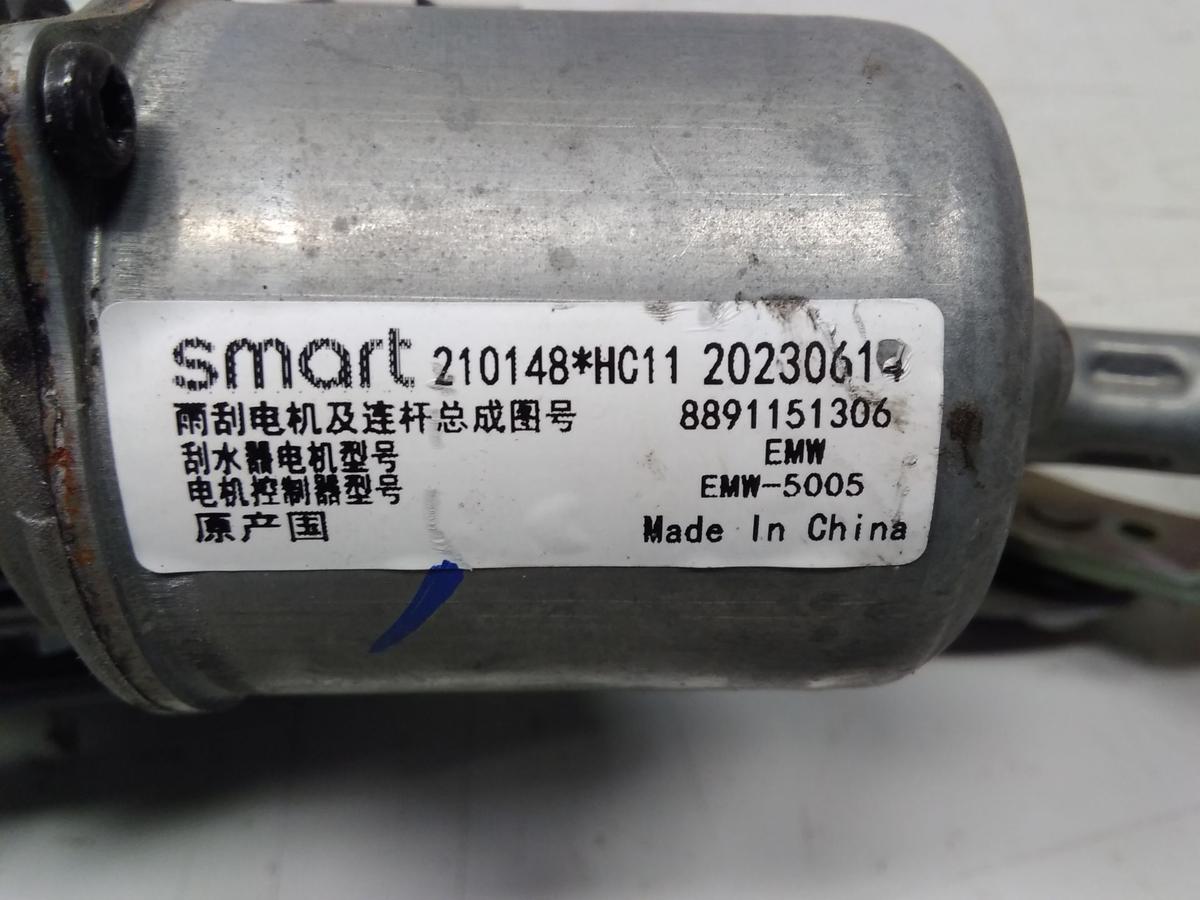 smart 210148*HC11 2023061
雨刮电机及连杆总成图号 8891151306
刮水器电机型号 EMW
电机控制器型号 EMW-5005
原产国 Made In China